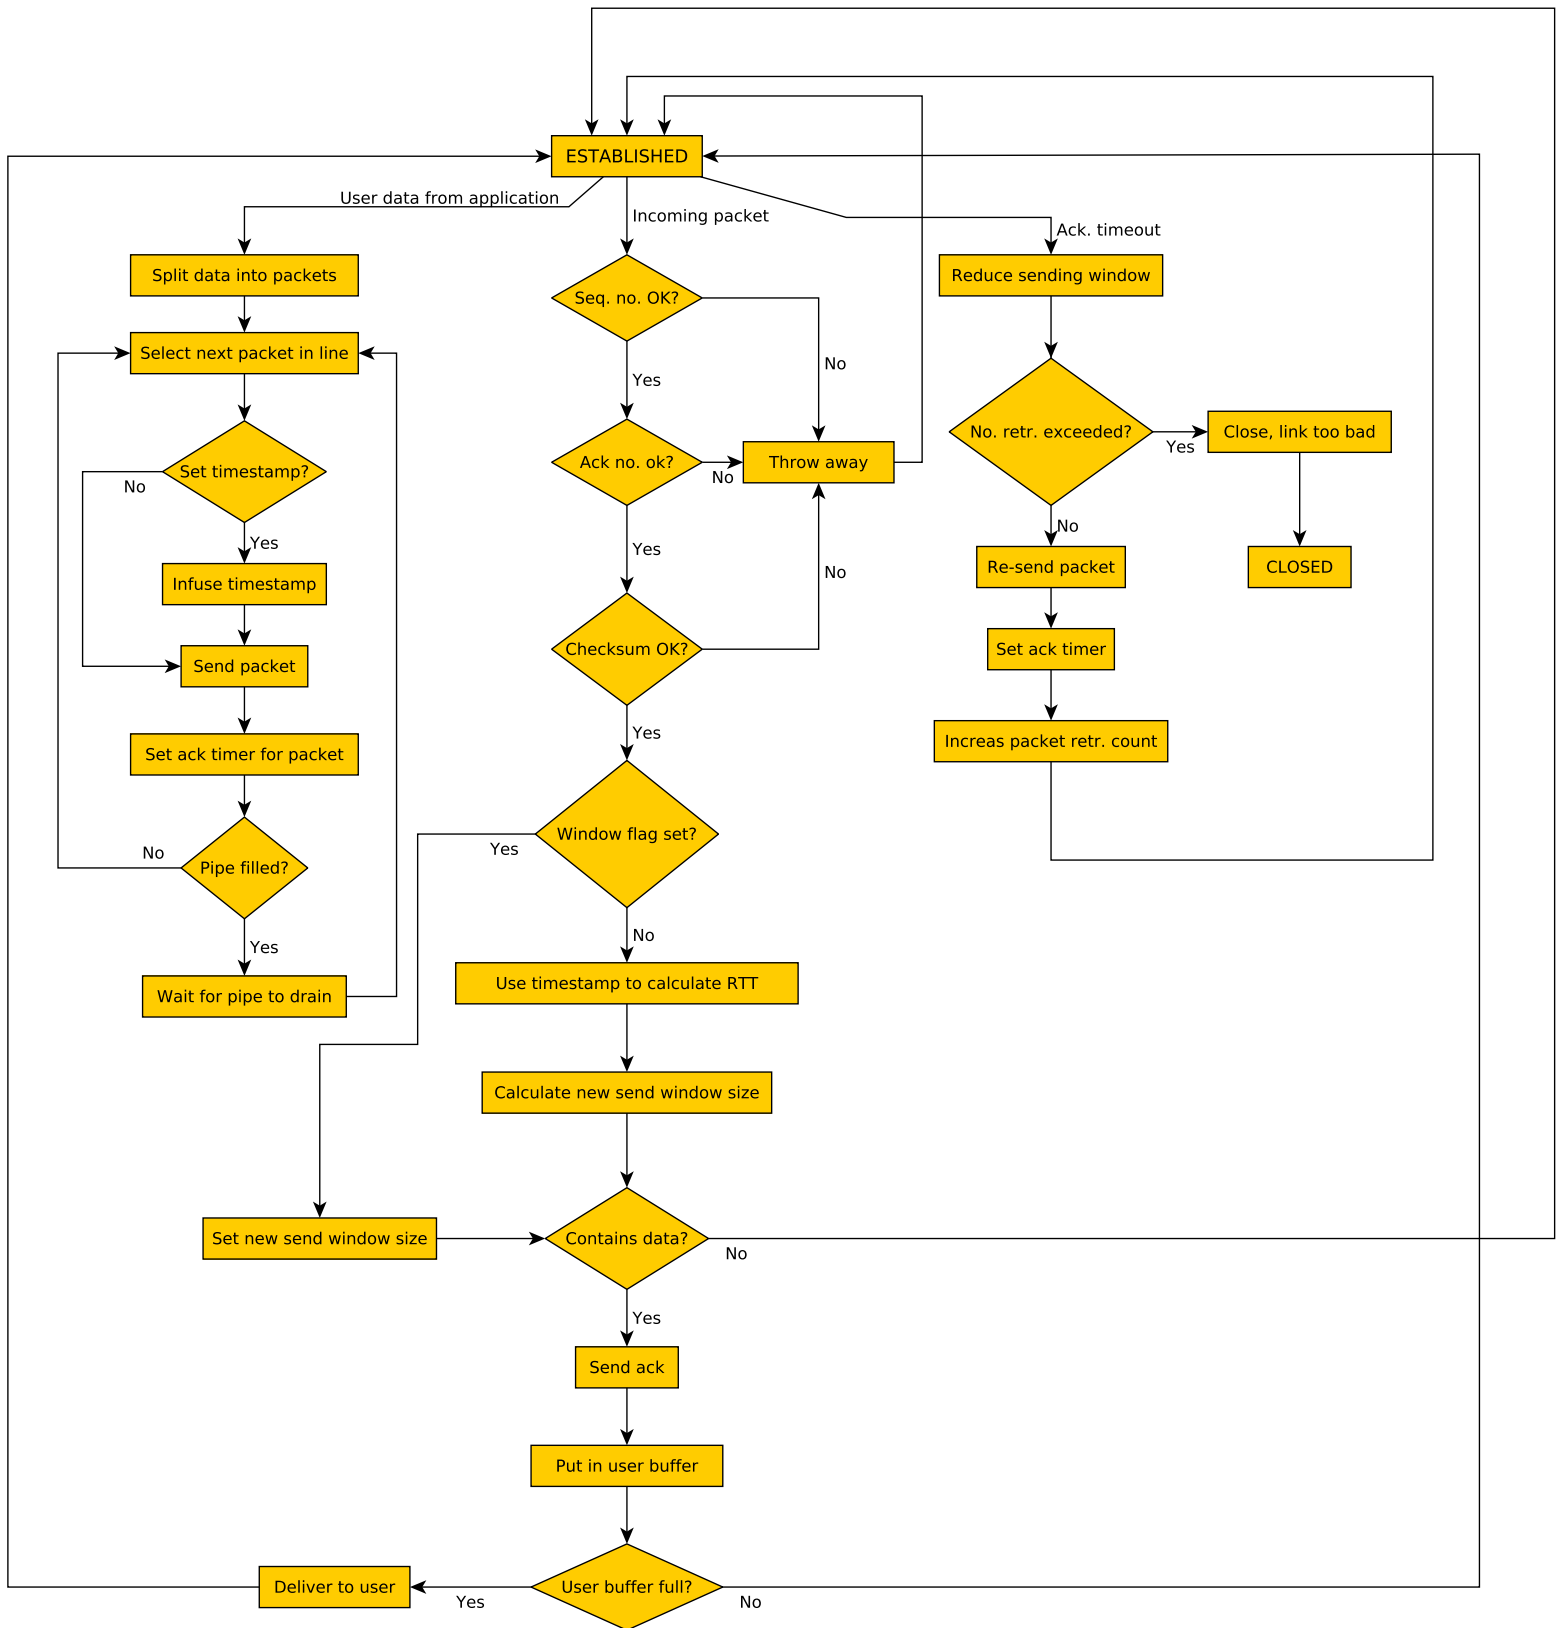 ESTABLISHED
User data from application
Incoming packet
Ack. timeout
Split data into packets
Seq. no. OK?
Reduce sending window
Select next packet in line
No
Yes
Set timestamp?
No
Ack no. ok?
No
Throw away
No. retr. exceeded?
Yes
Close, link too bad
Yes
Yes
No
No
Infuse timestamp
Re-send packet
CLOSED
Send packet
Checksum OK?
Set ack timer
Yes
Set ack timer for packet
Increas packet retr. count
No
Pipe filled?
Yes
Window flag set?
Yes
No
Wait for pipe to drain
Use timestamp to calculate RTT
Calculate new send window size
Set new send window size
Contains data?
No
Yes
Send ack
Put in user buffer
Deliver to user
Yes
User buffer full?
No